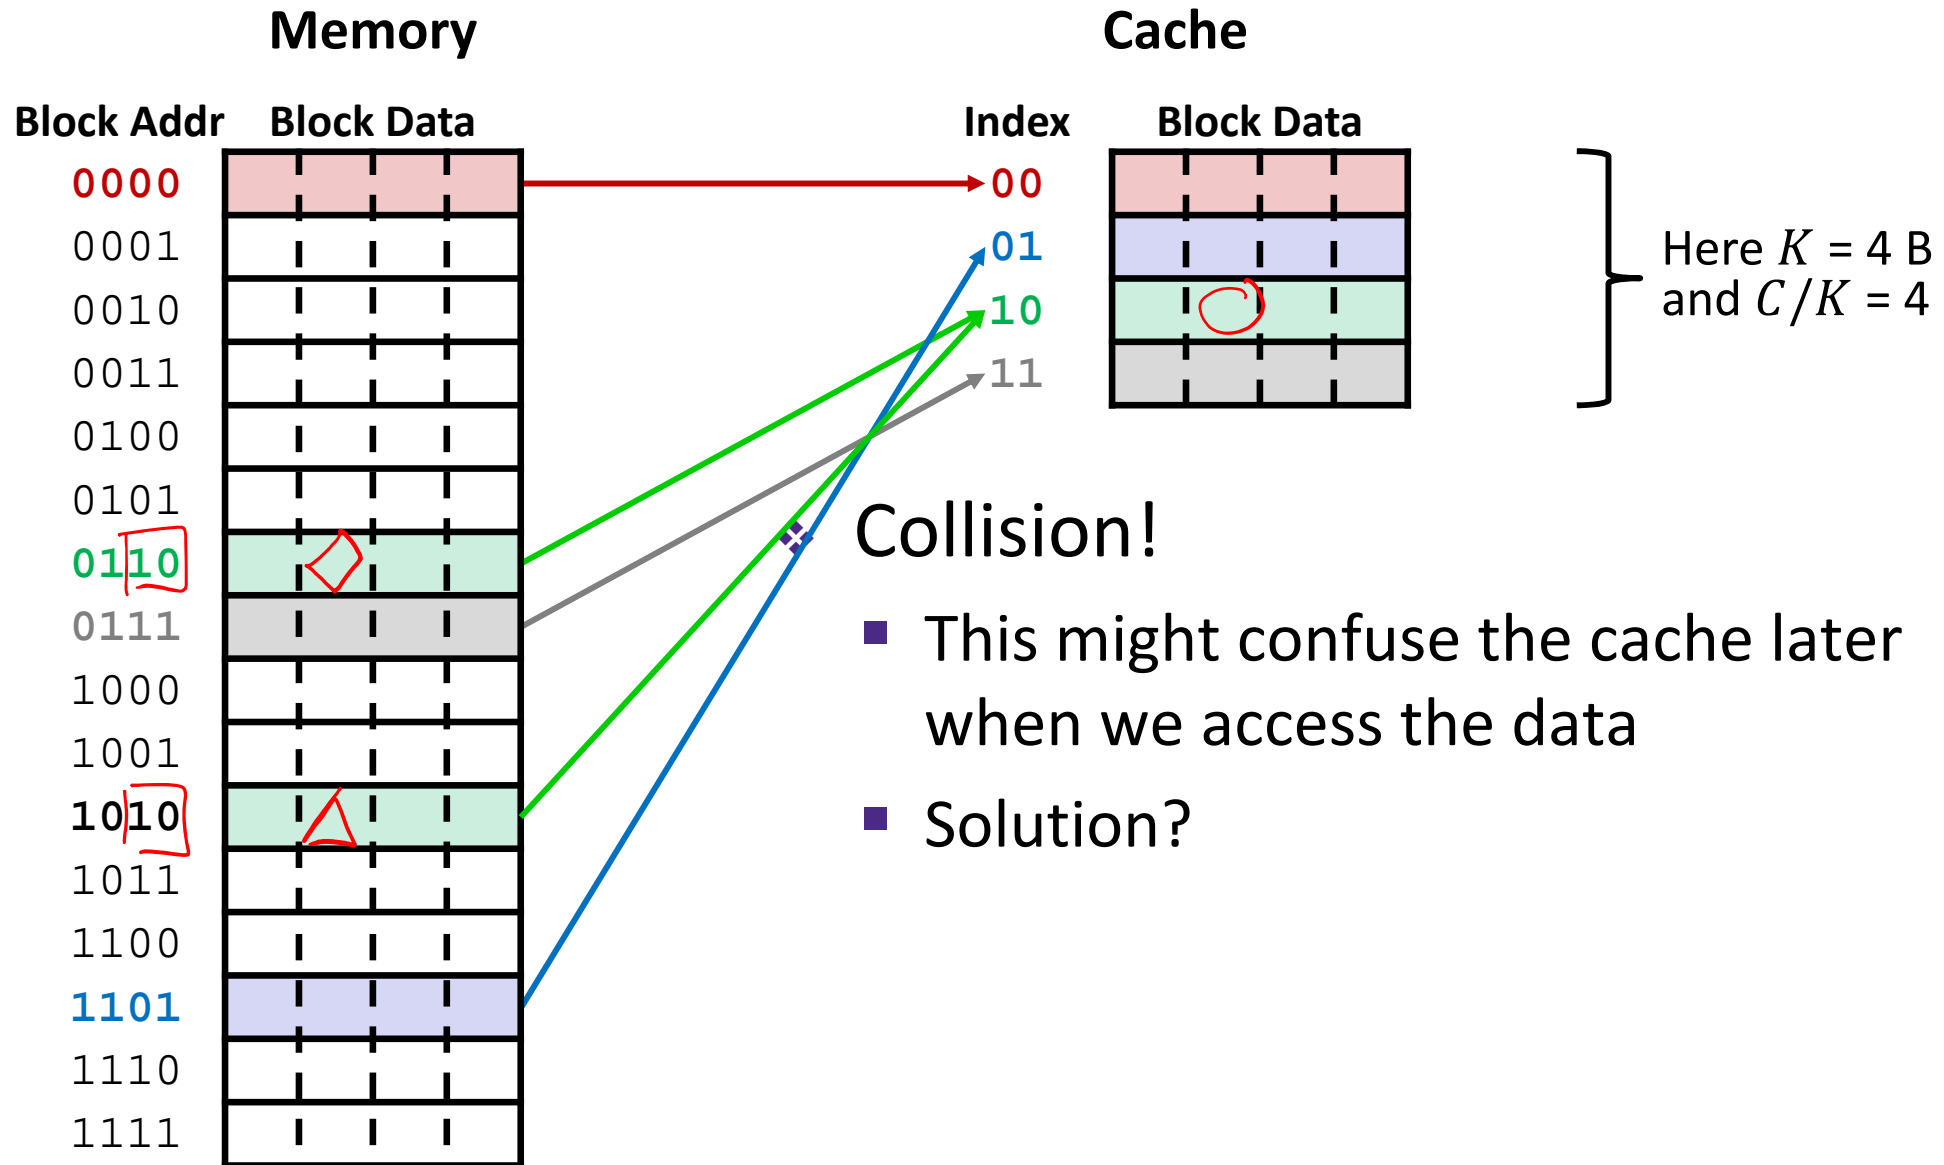 Memory
Cache
Block Addr Block Data
Index Block Data
0000
0001
0010
0011
0100
0101
0110
0111
1000
1001
1010
1011
1100
1101
1110
1111
00
01
10
11
Here K = 4 B
and C/K = 4
Collision!
This might confuse the cache later
when we access the data
Solution?